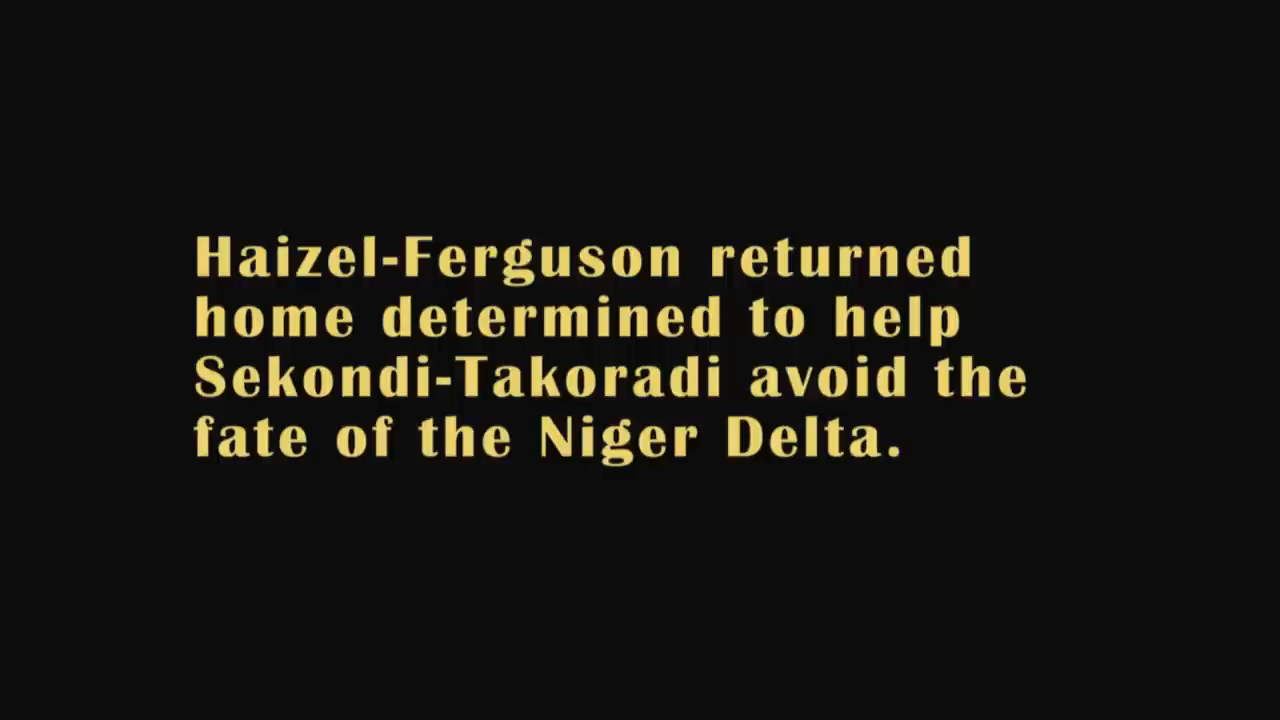 Haizel-Ferguson returned
home determined to help
Sekondi-Takoradi avoid the
fate of the Niger Delta.